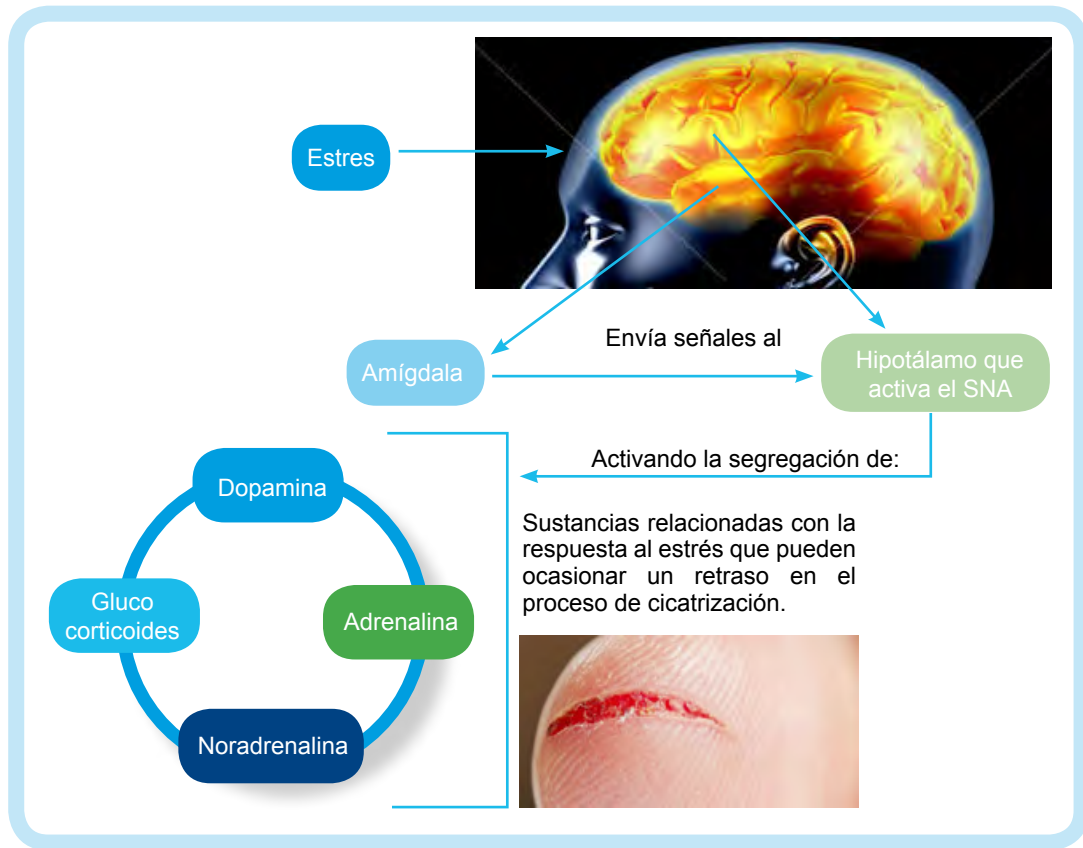 Estres
Envía señales al
Amígdala
Hipotálamo que
activa el SNA
Activando la segregación de:
Dopamina
Sustancias relacionadas con la
respuesta al estrés que pueden
ocasionar un retraso en el
proceso de cicatrización.
Gluco
corticoides
Adrenalina
Noradrenalina